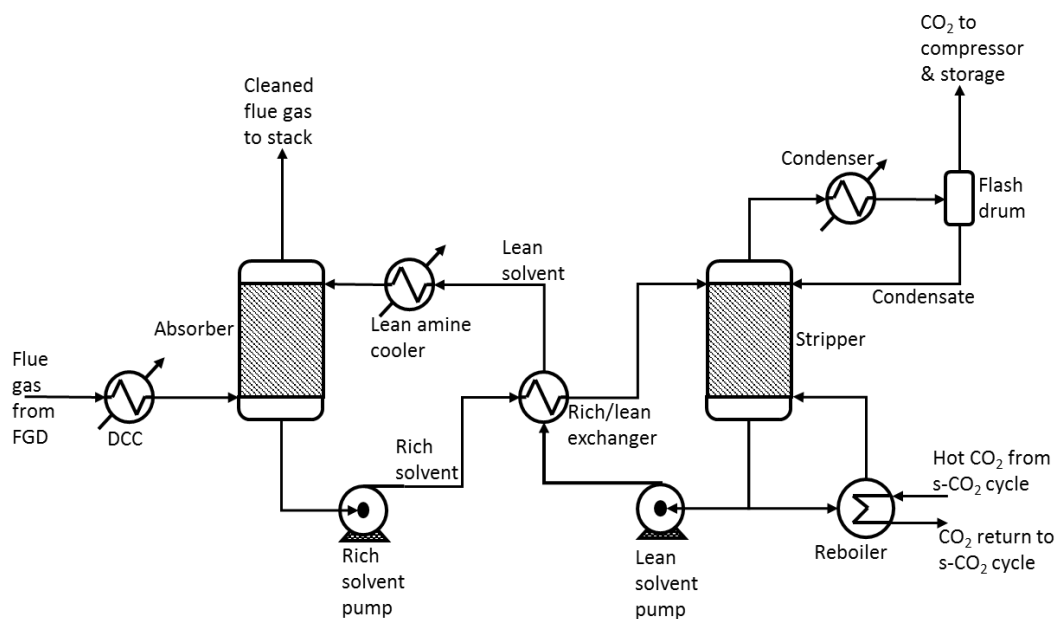 CO₂ to
compressor
& storage
Cleaned
flue gas
to stack
Condenser
Flash
drum
Lean
solvent
Condensate
Absorber
Lean amine
cooler
Stripper
Flue
gas
from
FGD
DCC
Rich/lean
exchanger
Rich
solvent
Hot CO₂ from
s-CO₂ cycle
CO₂ return to
s-CO₂ cycle
Reboiler
Rich
solvent
pump
Lean
solvent
pump